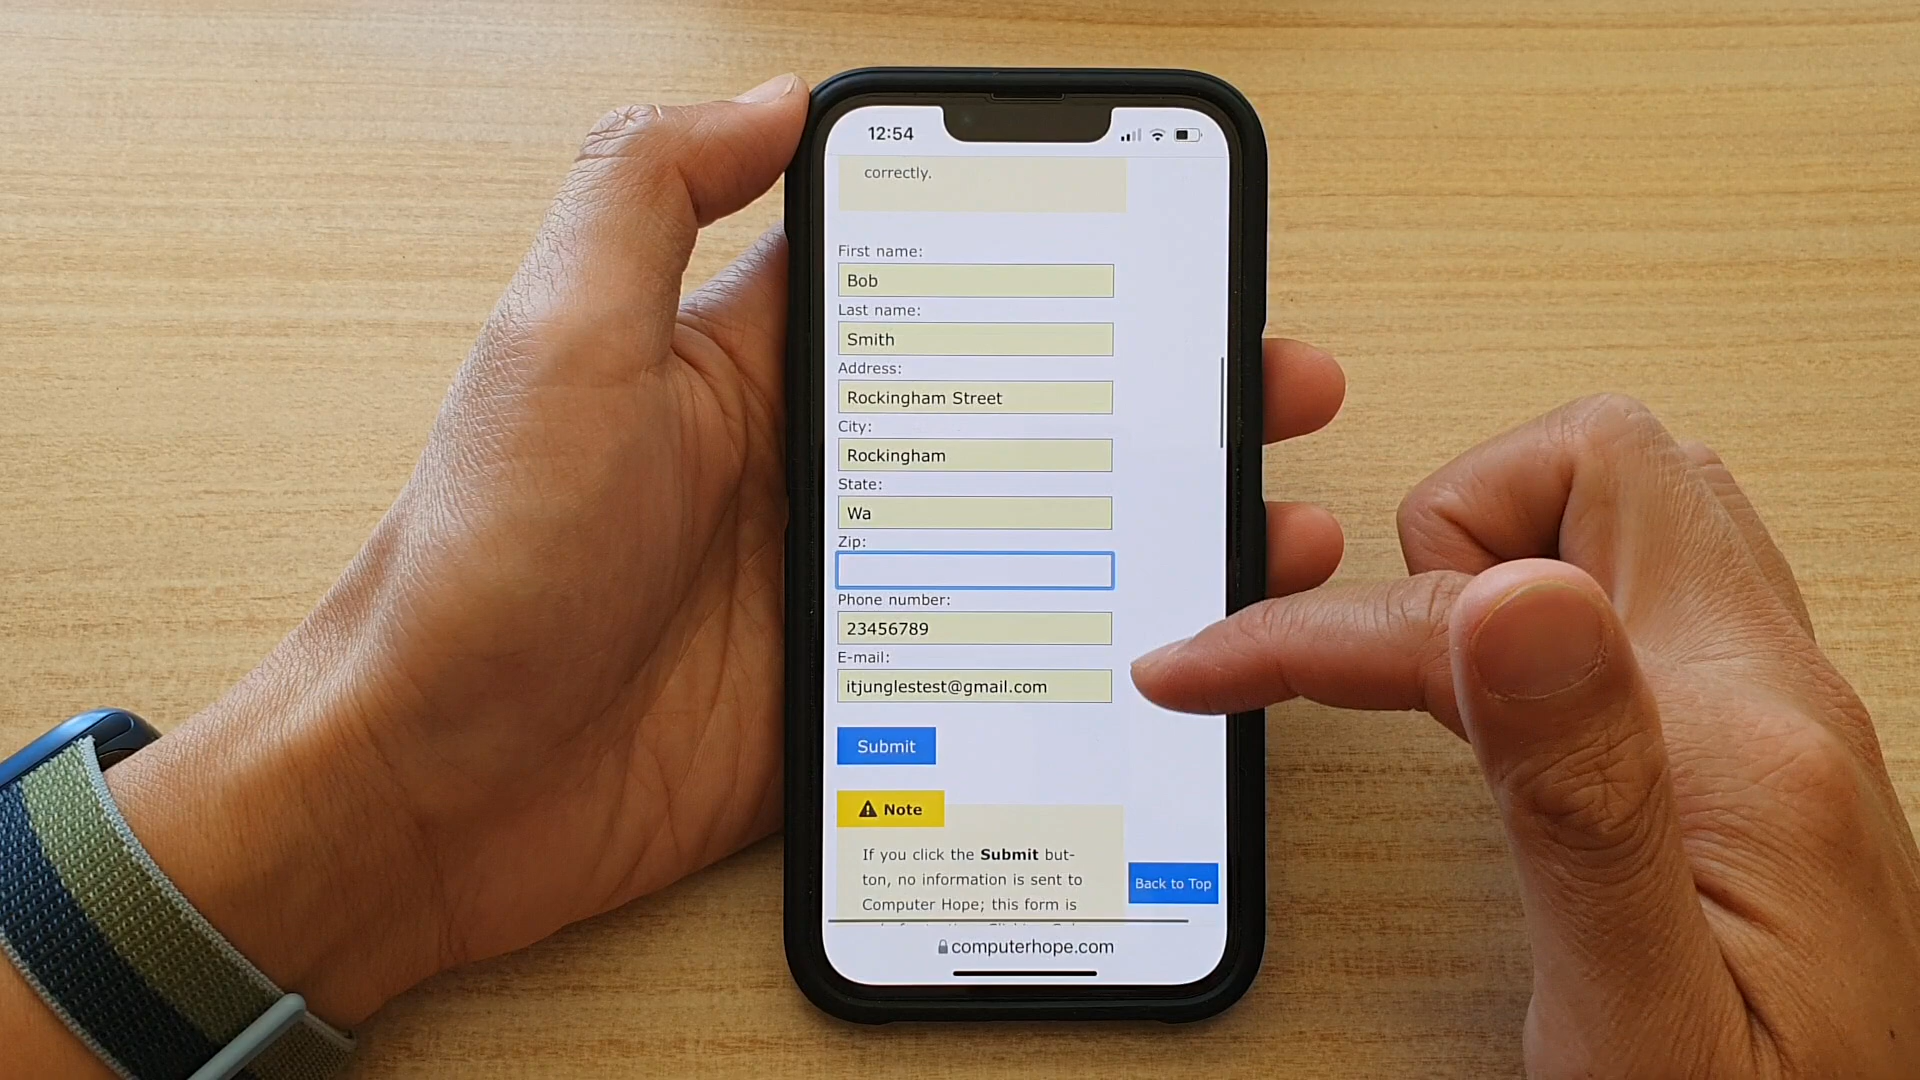 12:54
correctly.
First name:
Bob
Last name:
Smith
Address:
Rockingham Street
City:
Rockingham
State:
Wa
Zip:
Phone number:
23456789
E-mail:
itjunglestest@gmail.com
Submit
Note
If you click the Submit but-
ton, no information is sent to
Computer Hope; this form is
Back to Top
computerhope.com